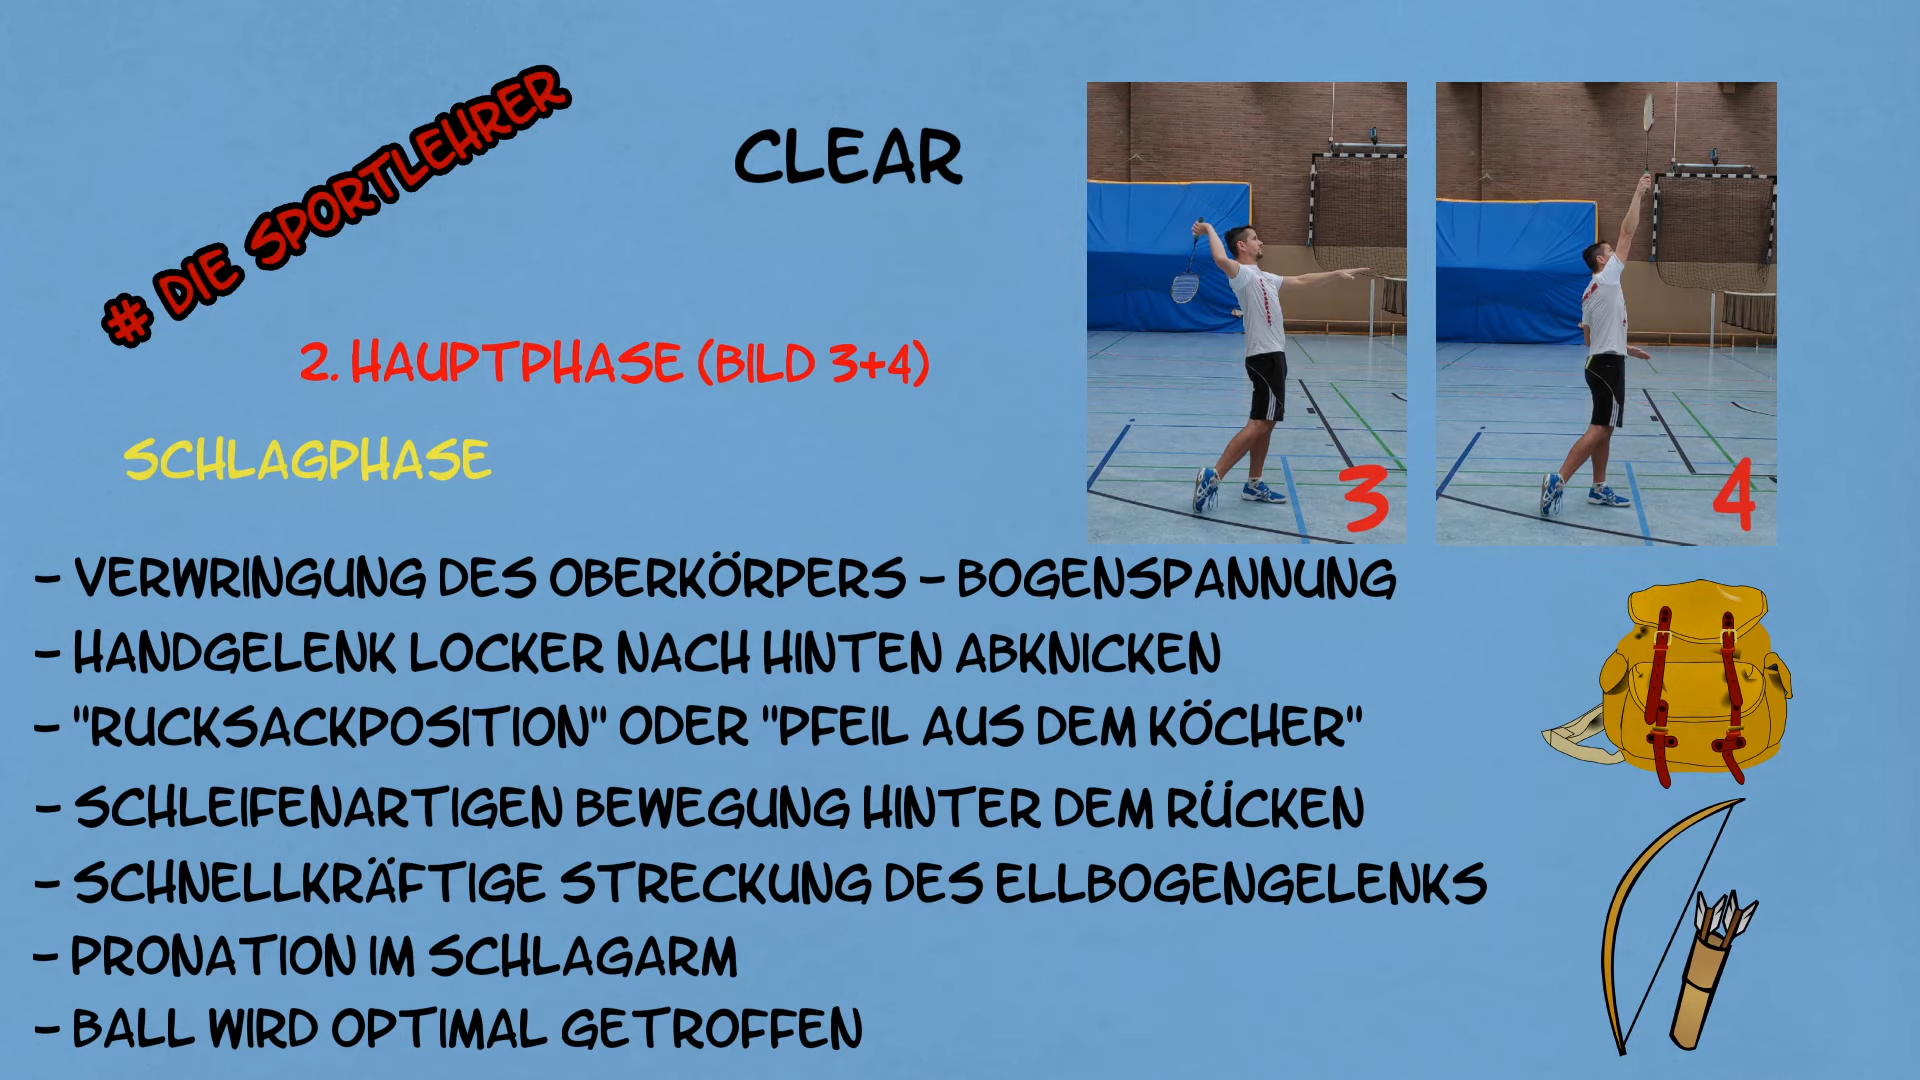 # DIE SPORTLEHRER
CLEAR
2. HAUPTPHASE (BILD 3+4)
SCHLAGPHASE
3
4
- VERWRINGUNG DES OBERKÖRPERS - BOGENSPANNUNG
- HANDGELENK LOCKER NACH HINTEN ABKNICKEN
- "RUCKSACKPOSITION" ODER "PFEIL AUS DEM KÖCHER"
- SCHLEIFENARTIGEN BEWEGUNG HINTER DEM RÜCKEN
- SCHNELLKRÄFTIGE STRECKUNG DES ELLBOGENGELENKS
- PRONATION IM SCHLAGARM
- BALL WIRD OPTIMAL GETROFFEN